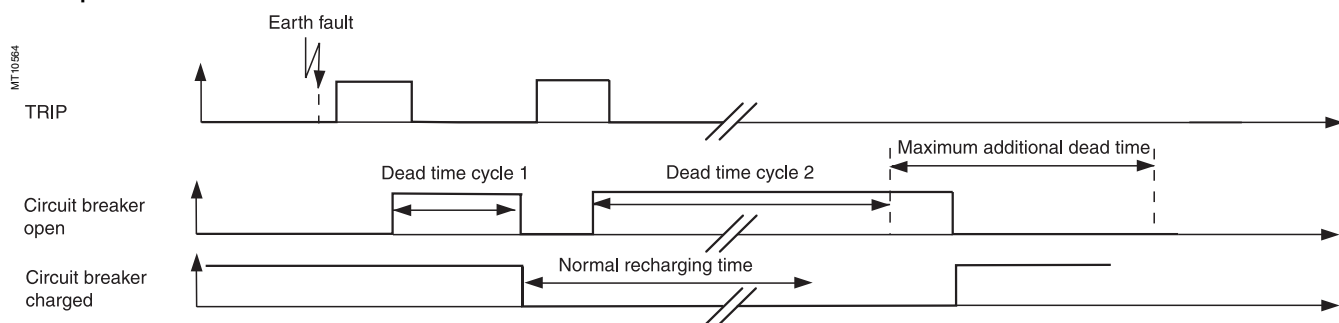 Earth fault
MT10564
TRIP
Maximum additional dead time
Dead time cycle 1
Dead time cycle 2
Circuit breaker
open
Normal recharging time
Circuit breaker
charged